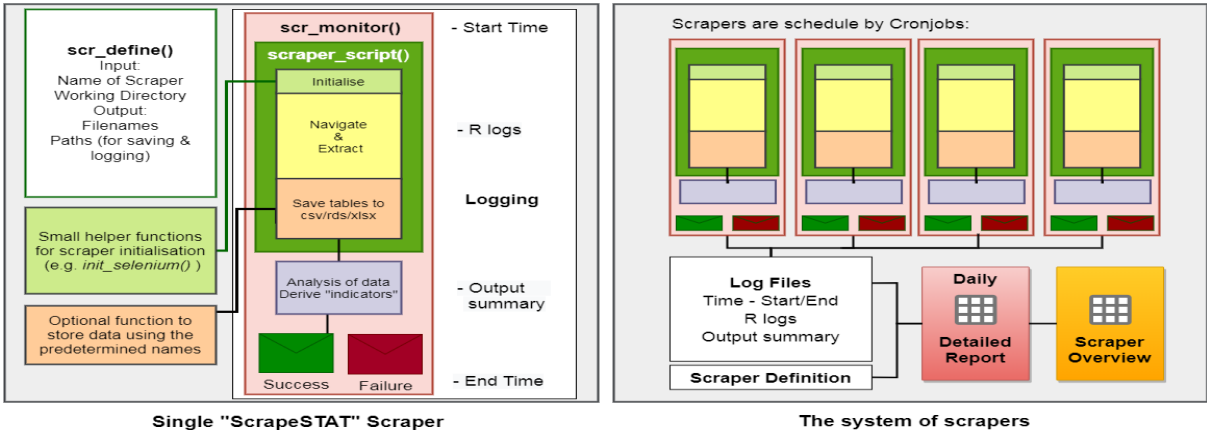 scr_define()
Input:
Name of Scraper
Working Directory
Output:
Filenames
Paths (for saving &
logging)
Small helper functions
for scraper initialisation
(e.g. init_selenium() )
Optional function to
store data using the
predetermined names
scr_monitor()
scraper_script()
Initialise
Navigate
&
Extract
Save tables to
csv/rds/xlsx
Analysis of data
Derive "indicators"
Success
Failure
- Start Time
- R logs
Logging
- Output
summary
- End Time
Single "ScrapeSTAT" Scraper
Scrapers are schedule by Cronjobs:
Log Files
Time - Start/End
R logs
Output summary
Scraper Definition
Daily
Detailed
Report
Scraper
Overview
The system of scrapers